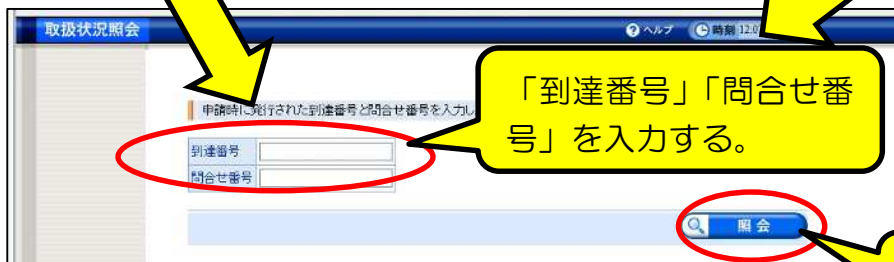 取扱状況照会
ヘルプ
時刻 12:0
申請時に発行された到達番号と問合せ番号を入力し
「到達番号」「問合せ番
号」を入力する。
到達番号
問合せ番号
照会